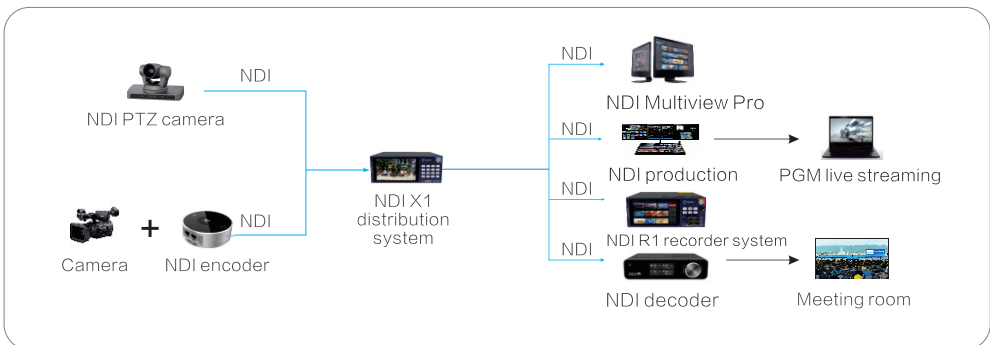 NDI
NDI PTZ camera
NDI
Camera
+
NDI encoder
NDI X1
distribution
system
NDI
NDI Multiview Pro
NDI
NDI production
PGM live streaming
NDI
NDI R1 recorder system
NDI
NDI decoder
Meeting room